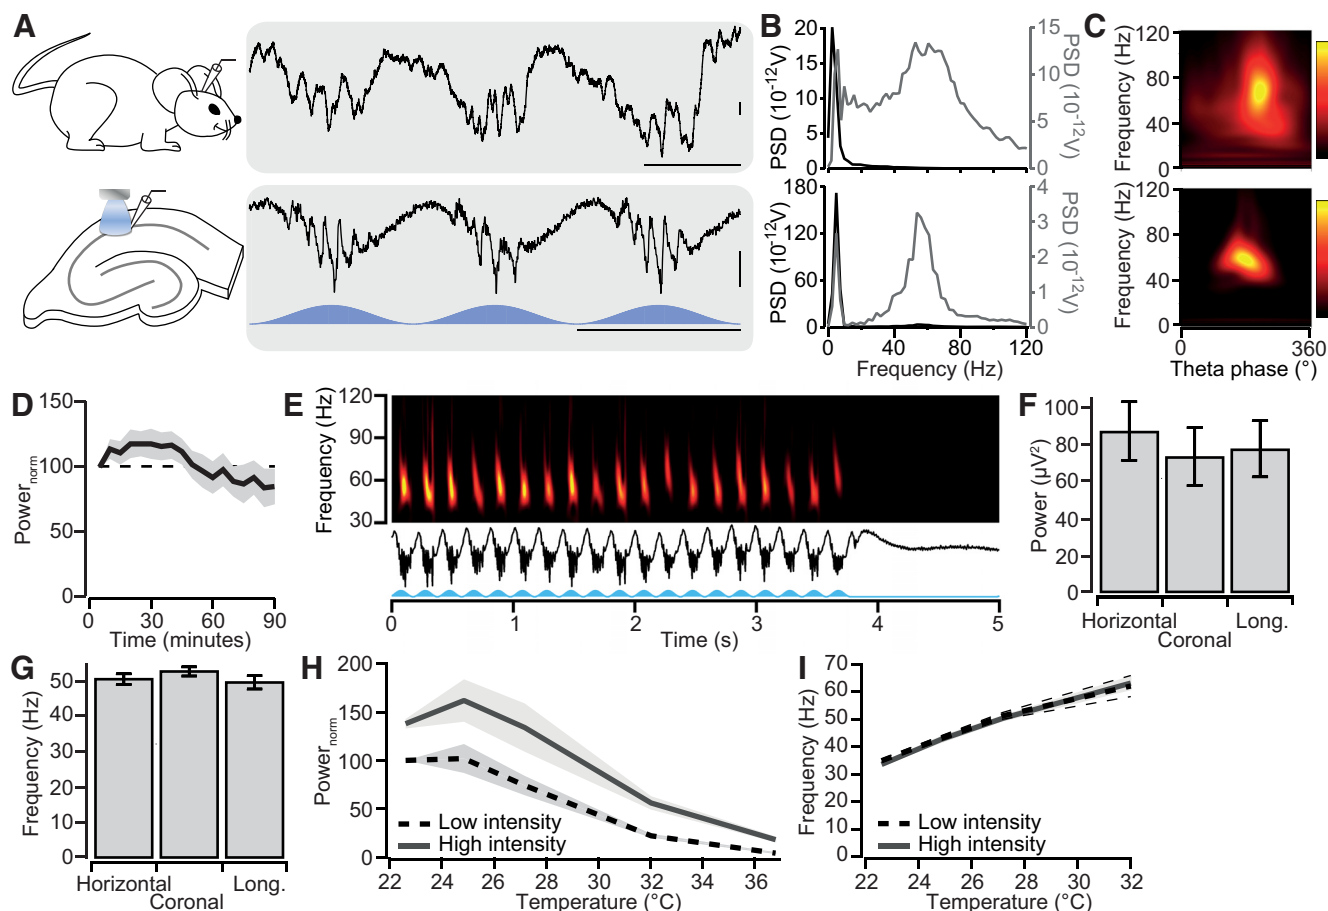 A
B
C
20
15
10
5
0
PSD (10-12V)
15
10
5
0
PSD (10-12V)
120
80
40
0
Frequency (Hz)
180
120
60
0
PSD (10-12V)
4
3
2
1
0
PSD (10-12V)
0 40 80 120
Frequency (Hz)
120
80
40
0
Frequency (Hz)
0 360
Theta phase (°)
D
150
100
50
0
Powernorm
0 30 60 90
Time (minutes)
E
120
90
60
30
Frequency (Hz)
0 1 2 3 4 5
Time (s)
F
100
80
60
40
20
0
Power (µV2)
Horizontal Long.
Coronal
G
50
40
30
20
10
0
Frequency (Hz)
Horizontal Long.
Coronal
H
200
150
100
50
0
Powernorm
Low intensity
High intensity
22 24 26 28 30 32 34 36
Temperature (°C)
I
70
60
50
40
30
20
10
0
Frequency (Hz)
Low intensity
High intensity
22 24 26 28 30 32
Temperature (°C)